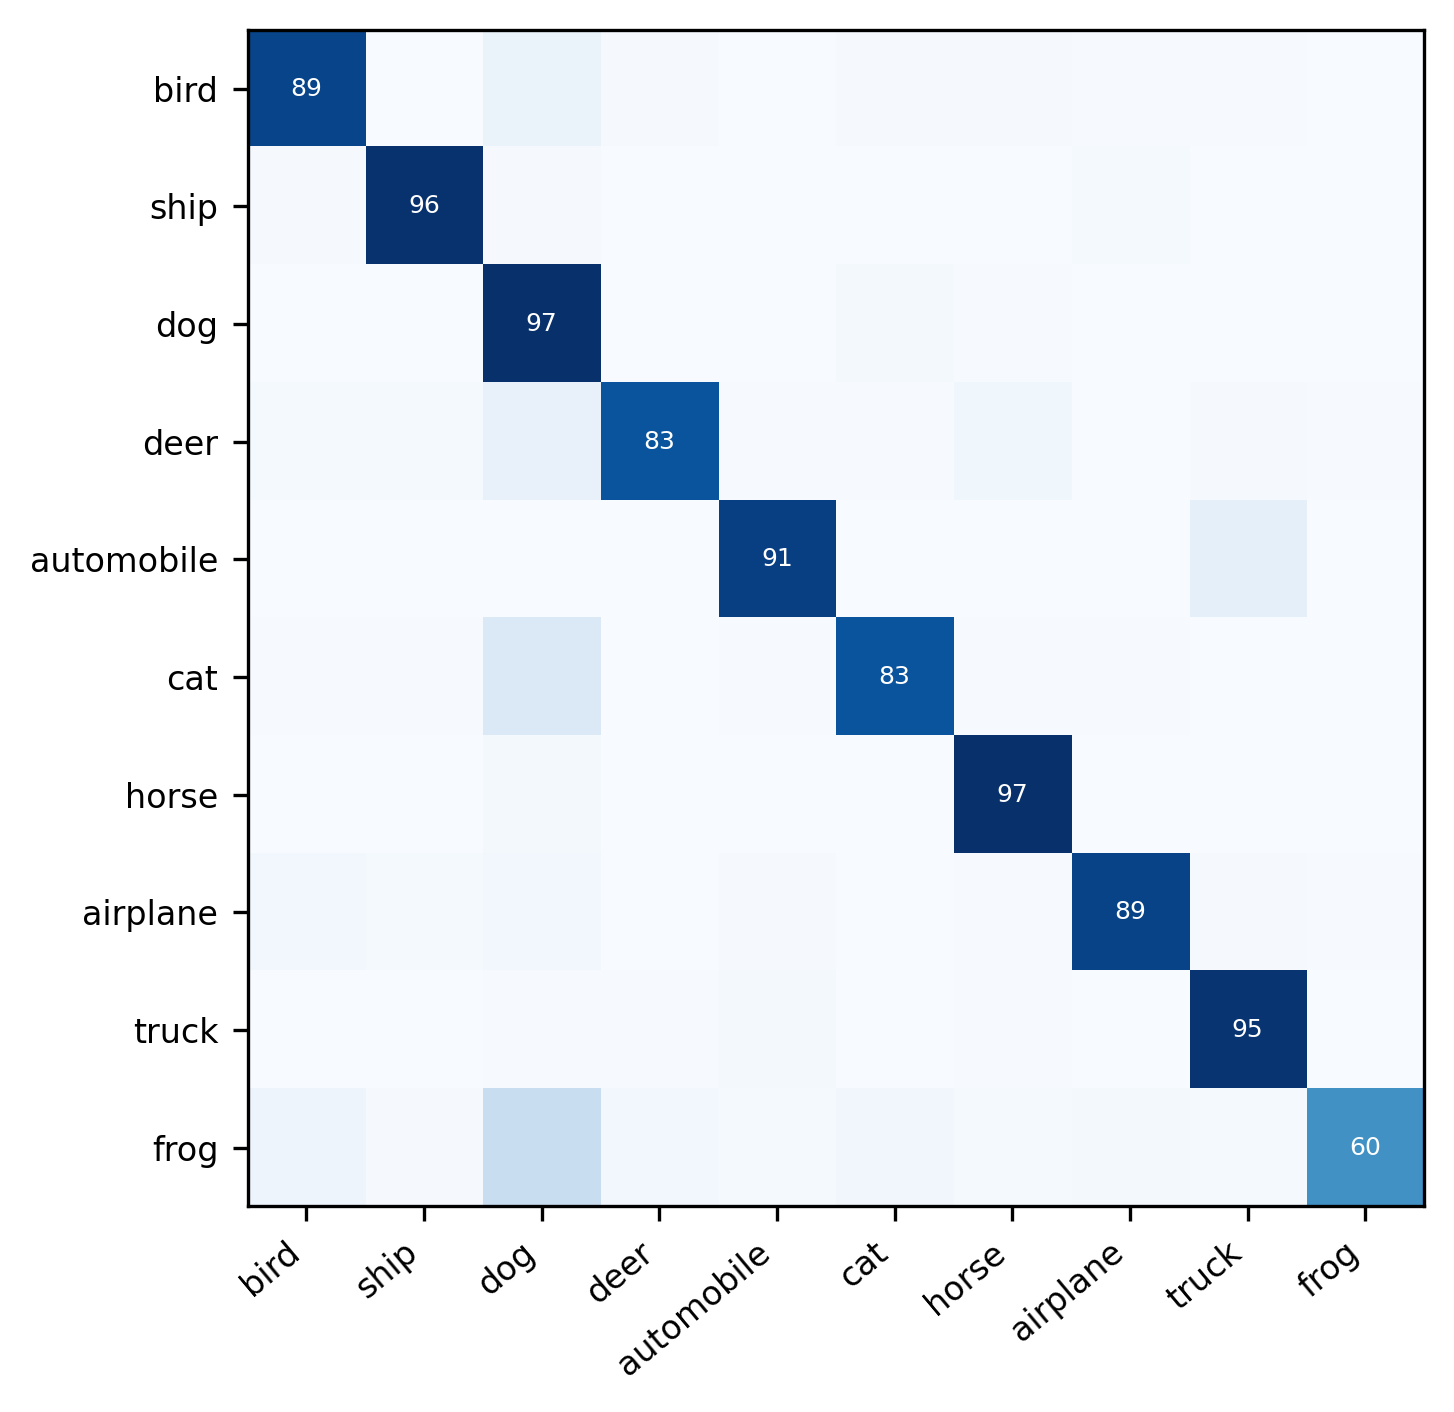 bird
89
ship
96
dog
97
deer
83
automobile
91
cat
83
horse
97
airplane
89
truck
95
frog
60
bird
ship
dog
deer
automobile
cat
horse
airplane
truck
frog